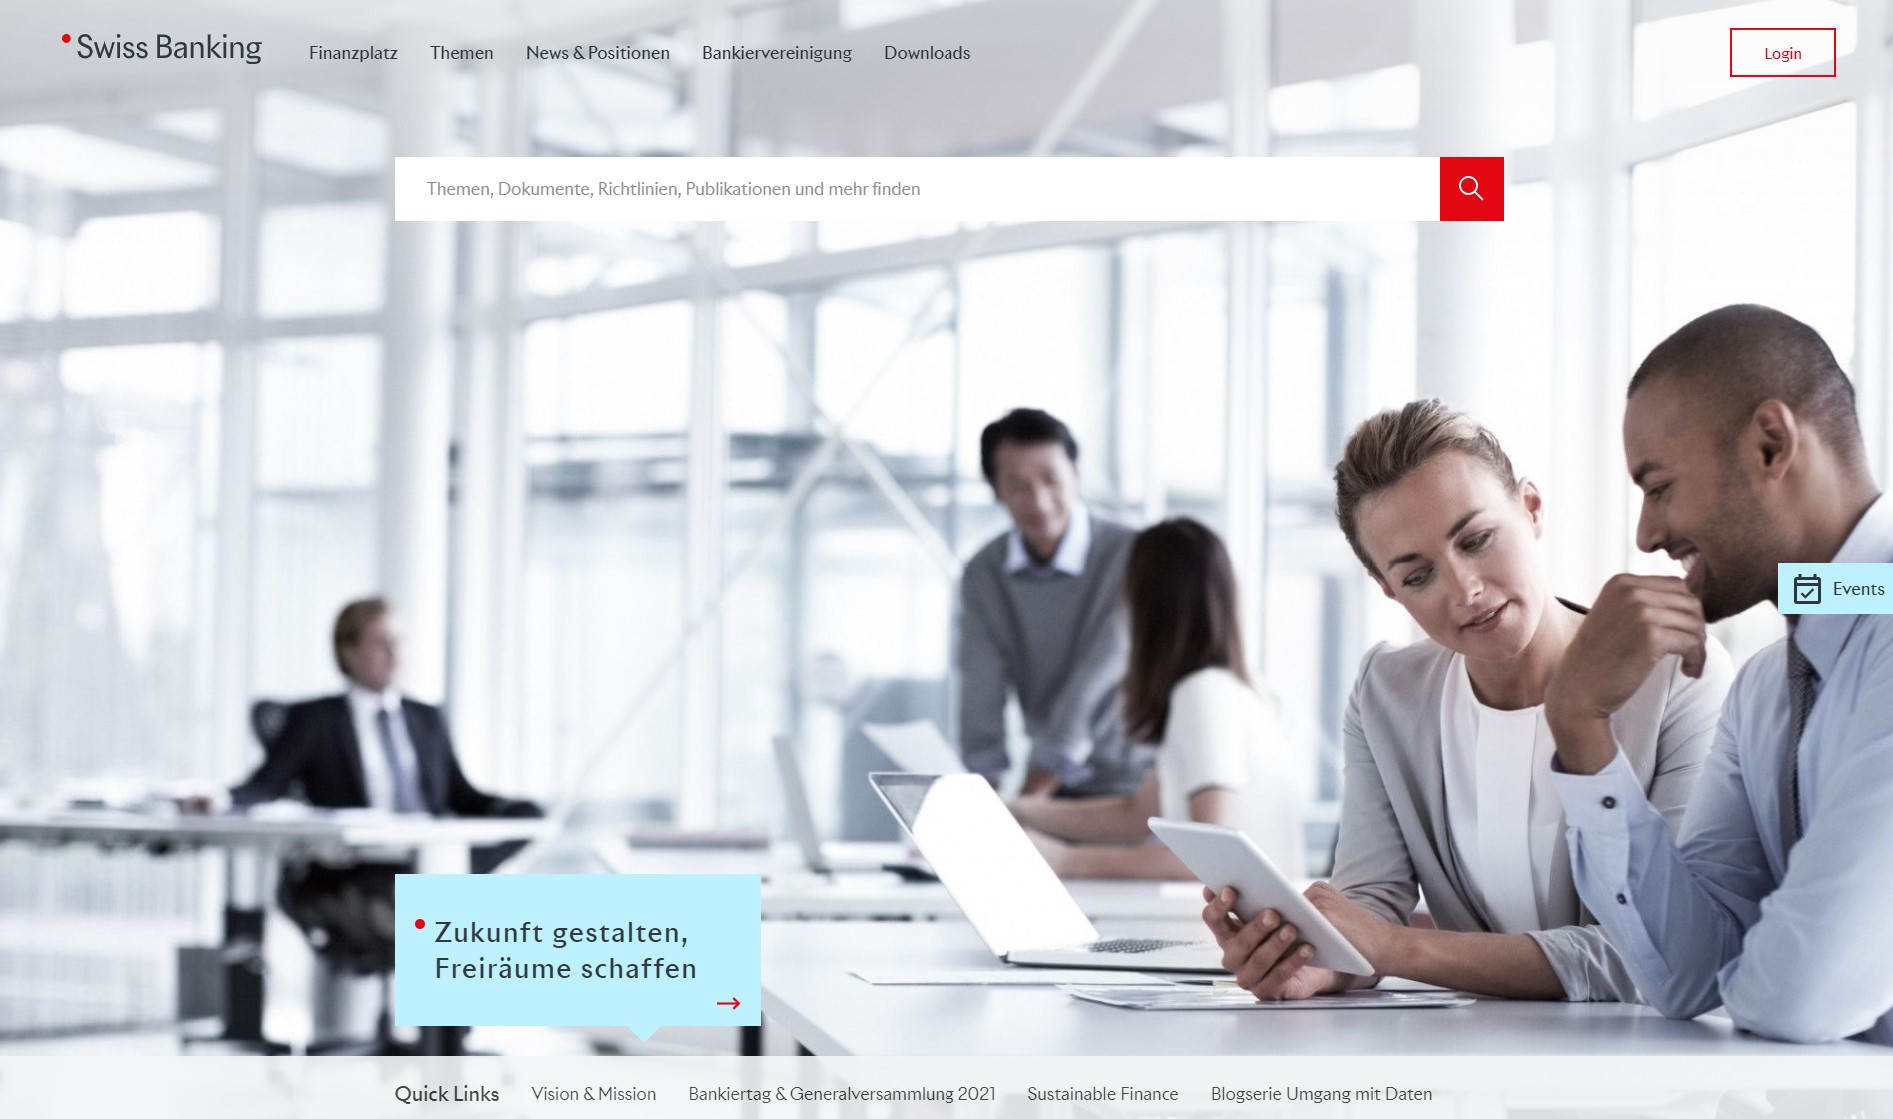 Swiss Banking
Finanzplatz
Themen
News & Positionen
Bankiervereinigung
Downloads
Login
Themen, Dokumente, Richtlinien, Publikationen und mehr finden
Events
Zukunft gestalten,
Freiräume schaffen
Quick Links
Vision & Mission
Bankiertag & Generalversammlung 2021
Sustainable Finance
Blogserie Umgang mit Daten